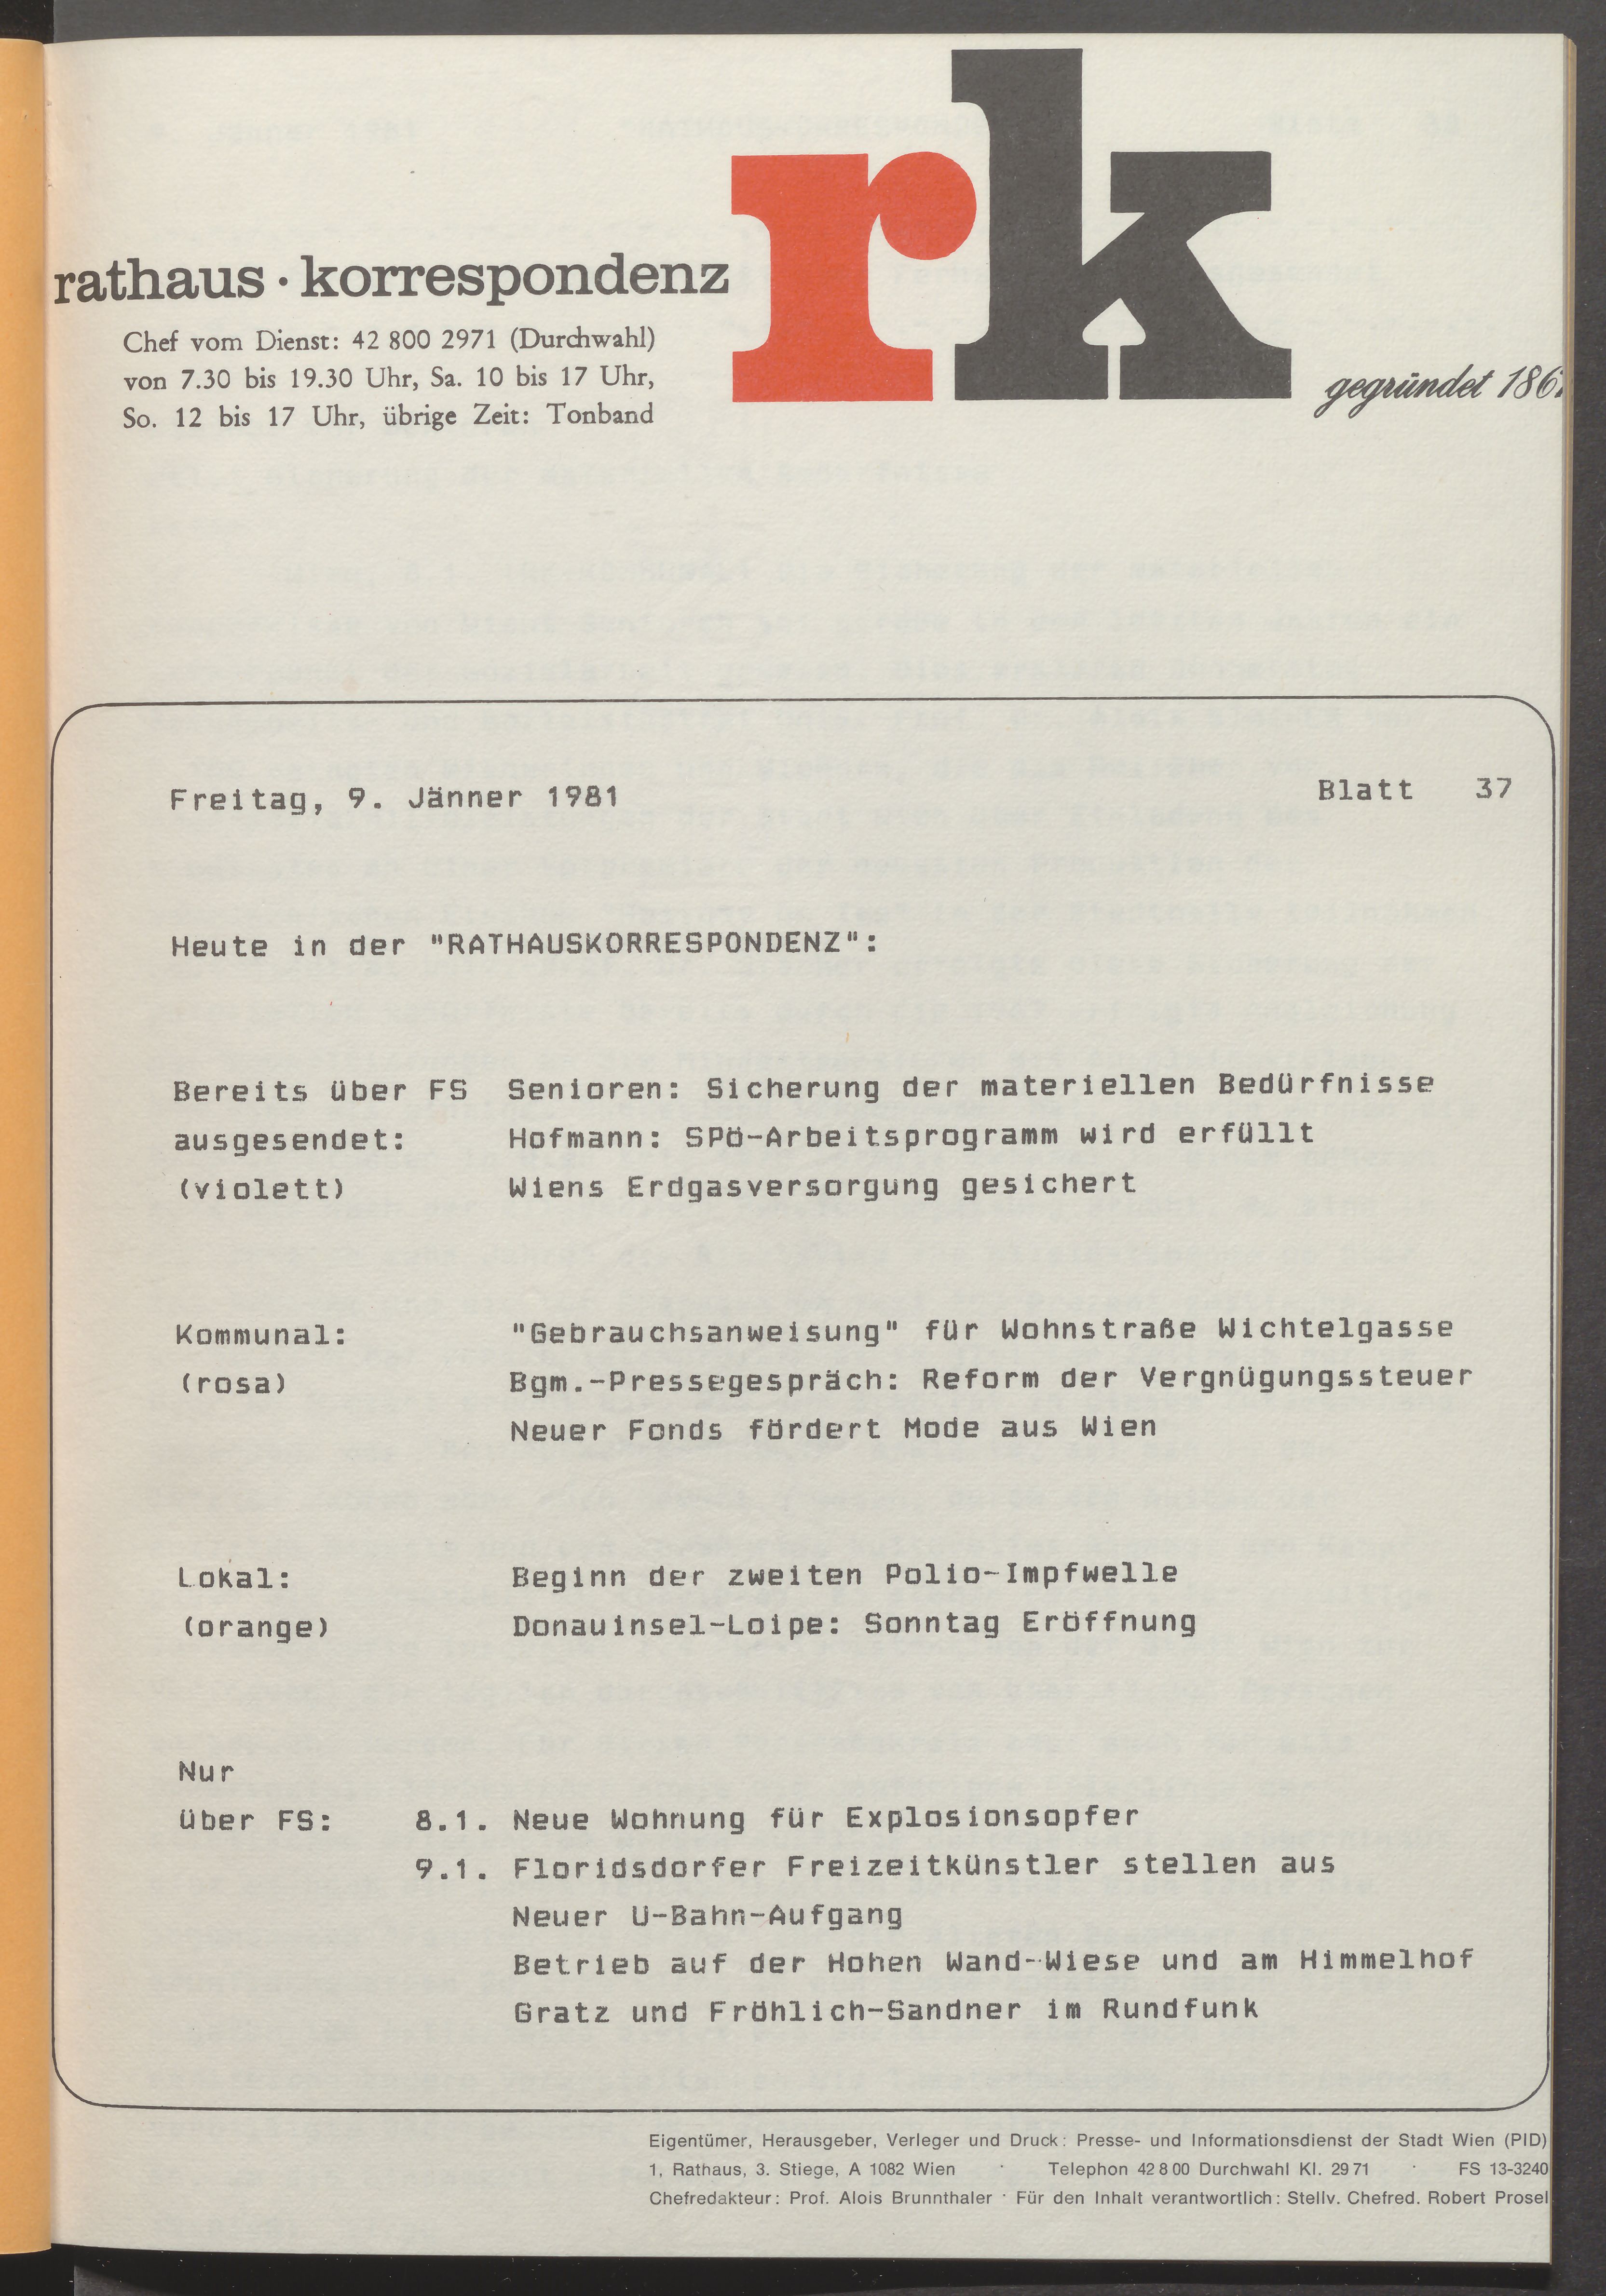 rk
rathaus · korrespondenz
Chef vom Dienst: 42 800 2971 (Durchwahl)
von 7.30 bis 19.30 Uhr, Sa. 10 bis 17 Uhr,
So. 12 bis 17 Uhr, übrige Zeit: Tonband
gegründet 186
Freitag, 9. Jänner 1981 Blatt 37
Heute in der "RATHAUSKORRESPONDENZ":
Bereits über FS Senioren: Sicherung der materiellen Bedürfnisse
ausgesendet: Hofmann: SPÖ-Arbeitsprogramm wird erfüllt
(violett) Wiens Erdgasversorgung gesichert
Kommunal: "Gebrauchsanweisung" für Wohnstraße Wichtelgasse
(rosa) Bgm.-Pressegespräch: Reform der Vergnügungssteuer
Neuer Fonds fördert Mode aus Wien
Lokal: Beginn der zweiten Polio-Impfwelle
(orange) Donauinsel-Loipe: Sonntag Eröffnung
Nur
über FS: 8.1. Neue Wohnung für Explosionsopfer
9.1. Floridsdorfer Freizeitkünstler stellen aus
Neuer U-Bahn-Aufgang
Betrieb auf der Hohen Wand-Wiese und am Himmelhof
Gratz und Fröhlich-Sandner im Rundfunk
Eigentümer, Herausgeber, Verleger und Druck: Presse- und Informationsdienst der Stadt Wien (PID)
1, Rathaus, 3. Stiege, A 1082 Wien · Telephon 42 8 00 Durchwahl Kl. 29 71 · FS 13-3240
Chefredakteur: Prof. Alois Brunnthaler · Für den Inhalt verantwortlich: Stellv. Chefred. Robert Prosel